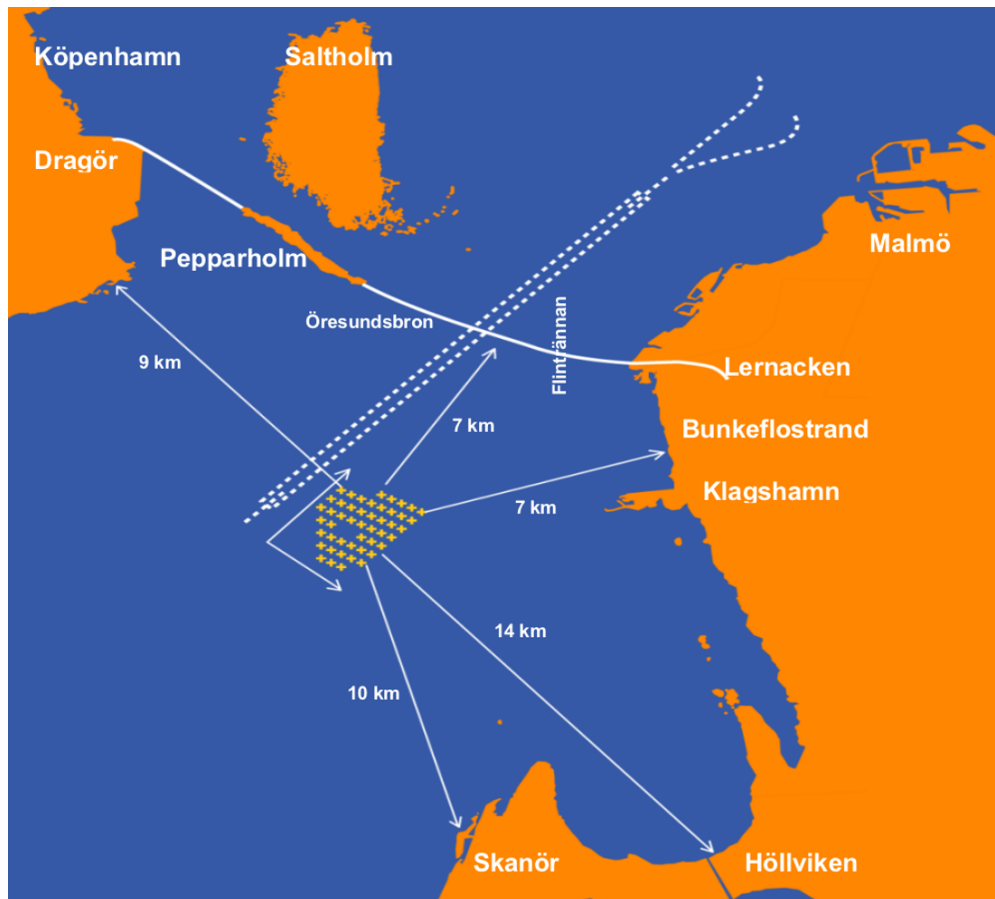 Köpenhamn
Saltholm
Dragör
Malmö
Pepparholm
Öresundsbron
Flintrännan
9 km
Lernacken
7 km
Bunkeflostrand
Klagshamn
7 km
14 km
10 km
Skanör
Höllviken